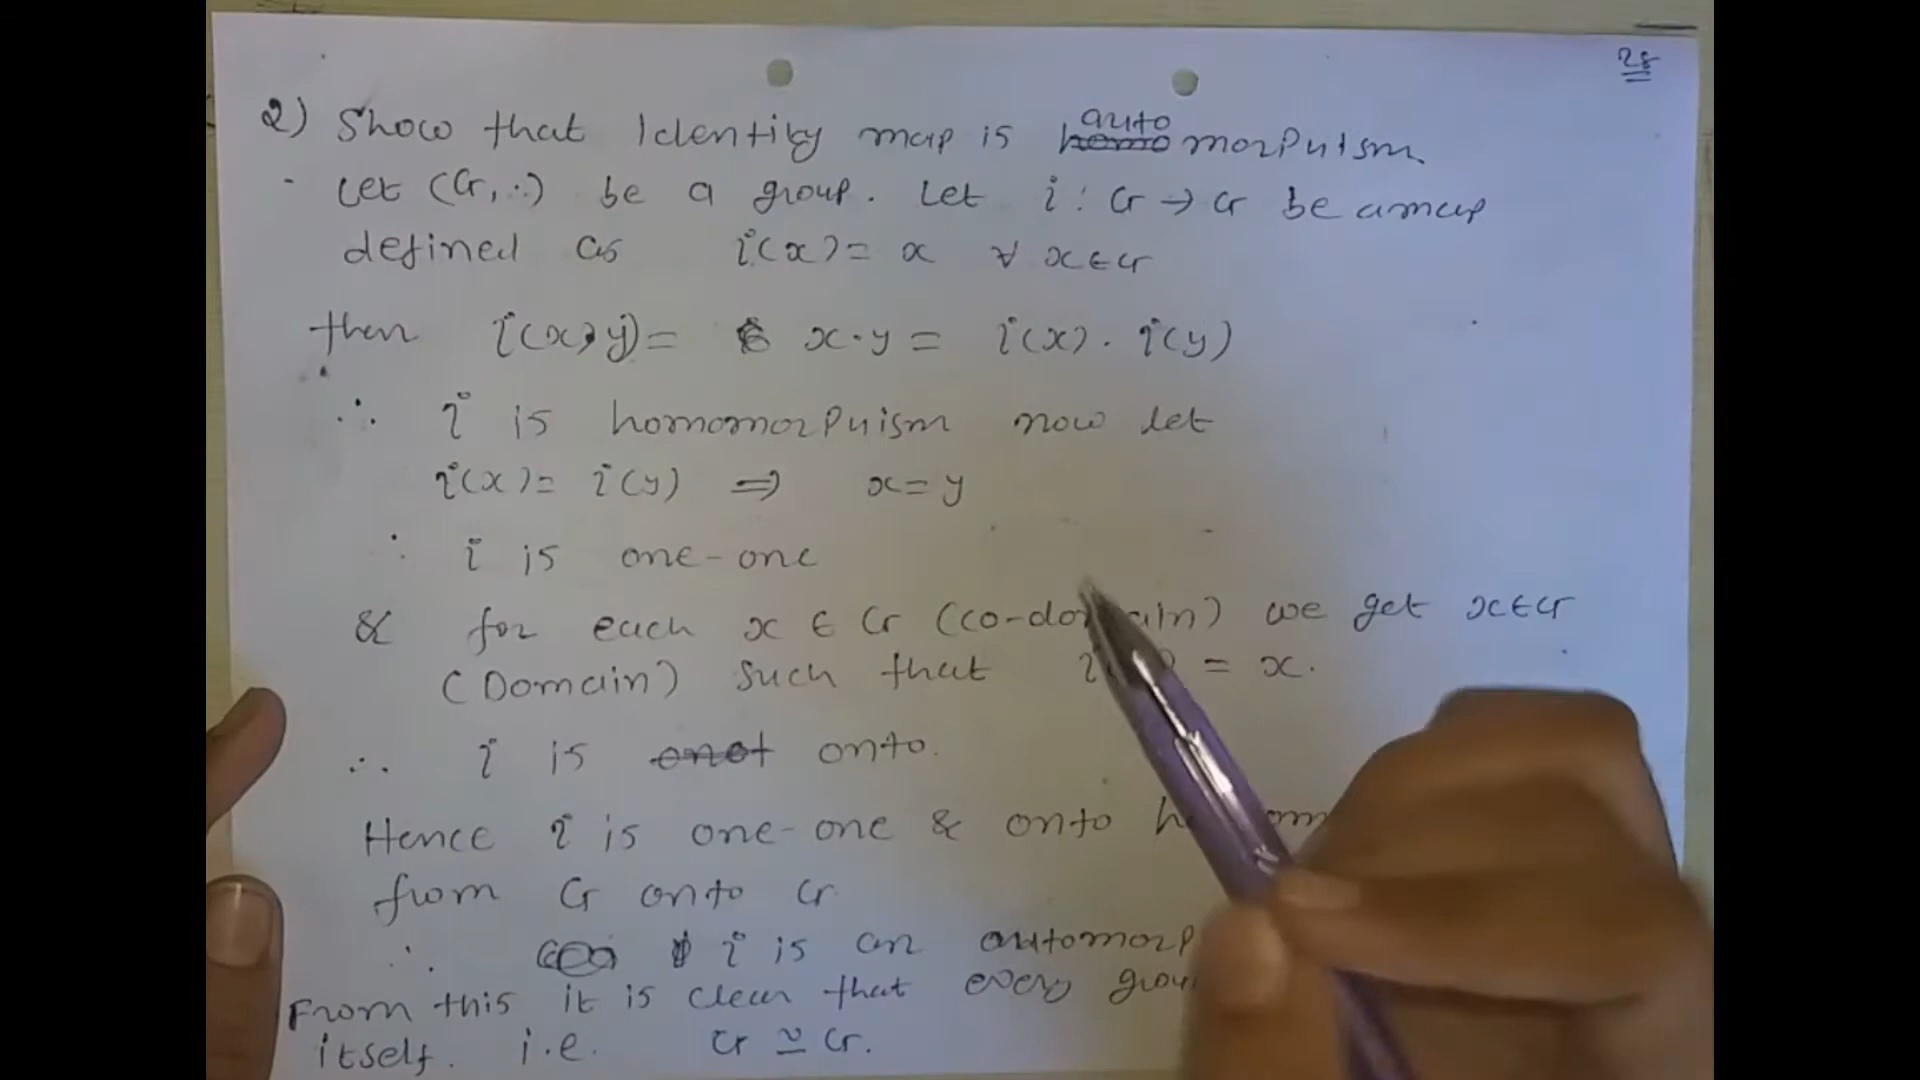 28
2) Show that Identity map is automorphism
Let (G, ·) be a group. Let i : G → G be a map
defined as i(x) = x ∀ x ∈ G
then i(x·y) = x·y = i(x) · i(y)
∴ i is homomorphism now let
i(x) = i(y) ⇒ x = y
∴ i is one-one
& for each x ∈ G (co-domain) we get x ∈ G
(Domain) such that i = x.
∴ i is onto.
Hence i is one-one & onto
from G onto G
∴ i is an automorp
From this it is clear that every grou
itself. i.e. G ≅ G.